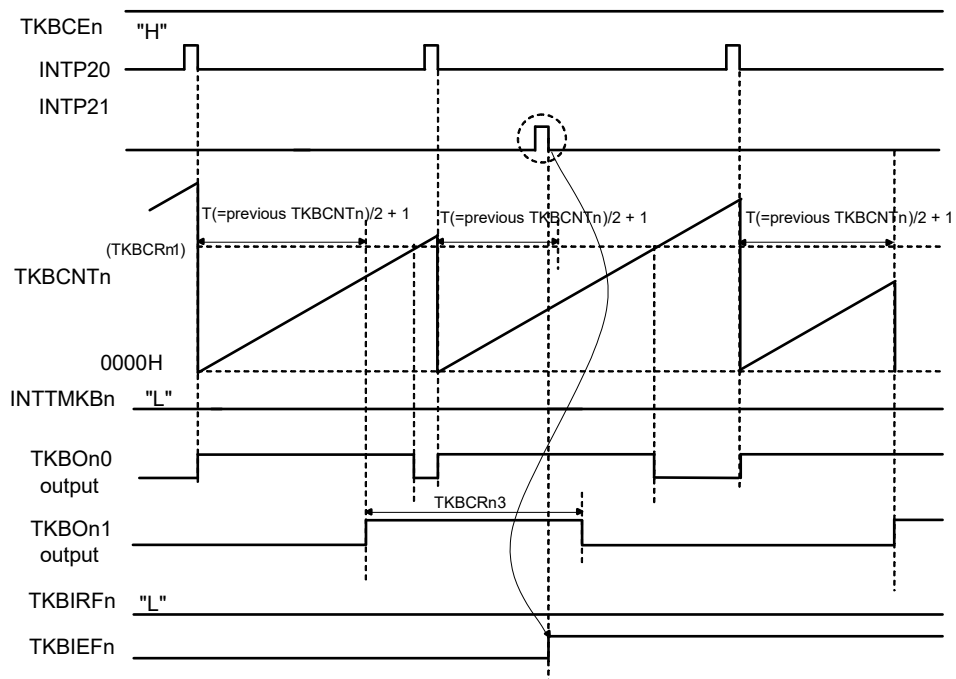 TKBCEn "H"
INTP20
INTP21
T(=previous TKBCNTn)/2 + 1
T(=previous TKBCNTn)/2 + 1
T(=previous TKBCNTn)/2 + 1
(TKBCRn1)
TKBCNTn
0000H
INTTMKBn "L"
TKBOn0
output
TKBCRn3
TKBOn1
output
TKBIRFn "L"
TKBIEFn